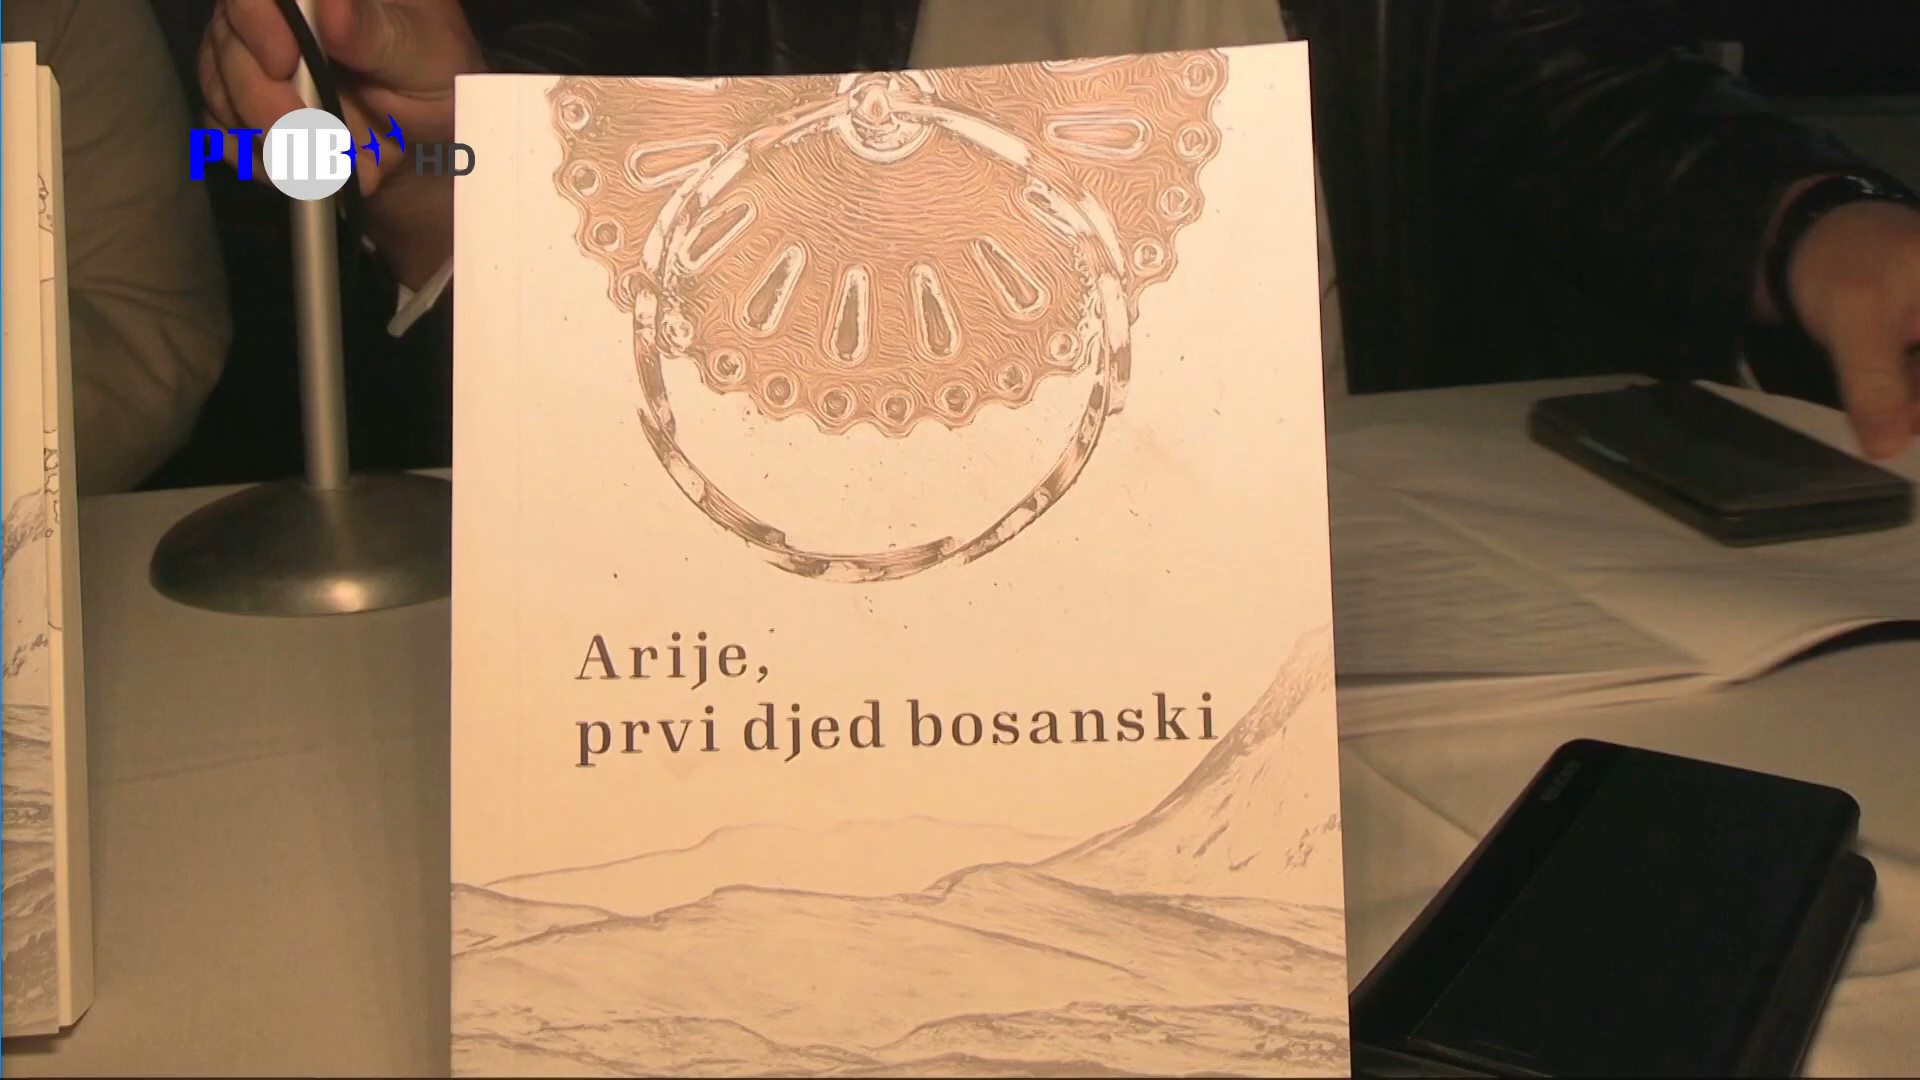 РТПВ HD
Arije,
prvi djed bosanski